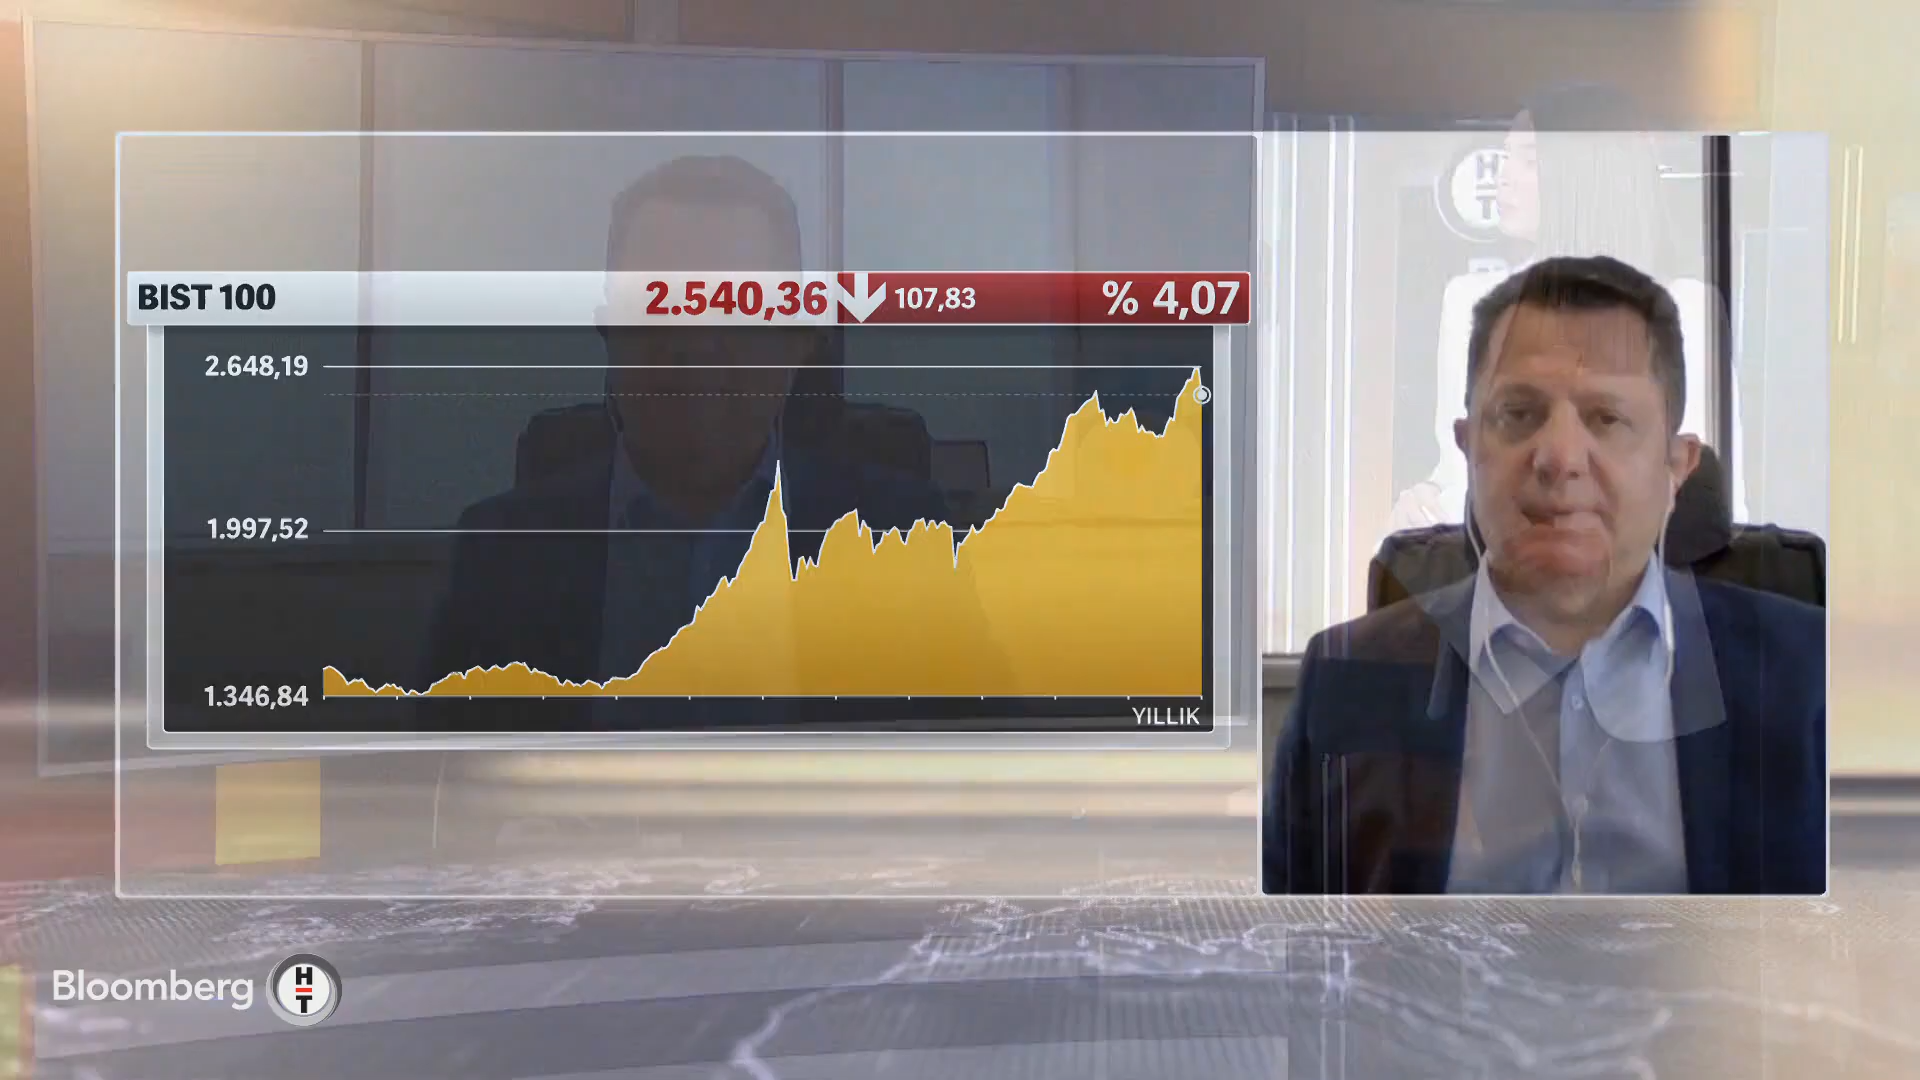 BIST 100 2.540,36 107,83 % 4,07
2.648,19
1.997,52
1.346,84
YILLIK
H
T
Bloomberg H
T